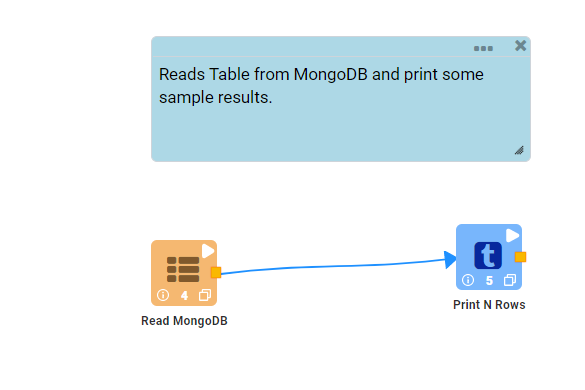 Reads Table from MongoDB and print some
sample results.
4
Read MongoDB
t
5
Print N Rows